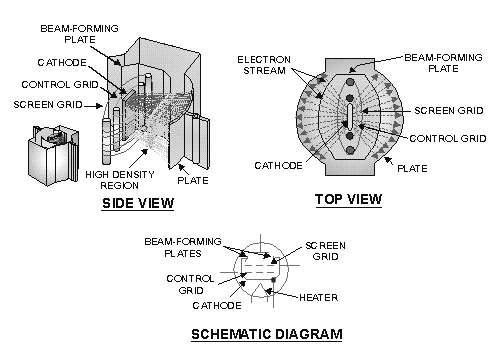 BEAM-FORMING
PLATE
CATHODE
CONTROL GRID
SCREEN GRID
HIGH DENSITY
REGION
PLATE
SIDE VIEW
ELECTRON
STREAM
BEAM-FORMING
PLATE
SCREEN GRID
CONTROL GRID
CATHODE
PLATE
TOP VIEW
BEAM-FORMING
PLATES
SCREEN
GRID
CONTROL
GRID
CATHODE
HEATER
SCHEMATIC DIAGRAM